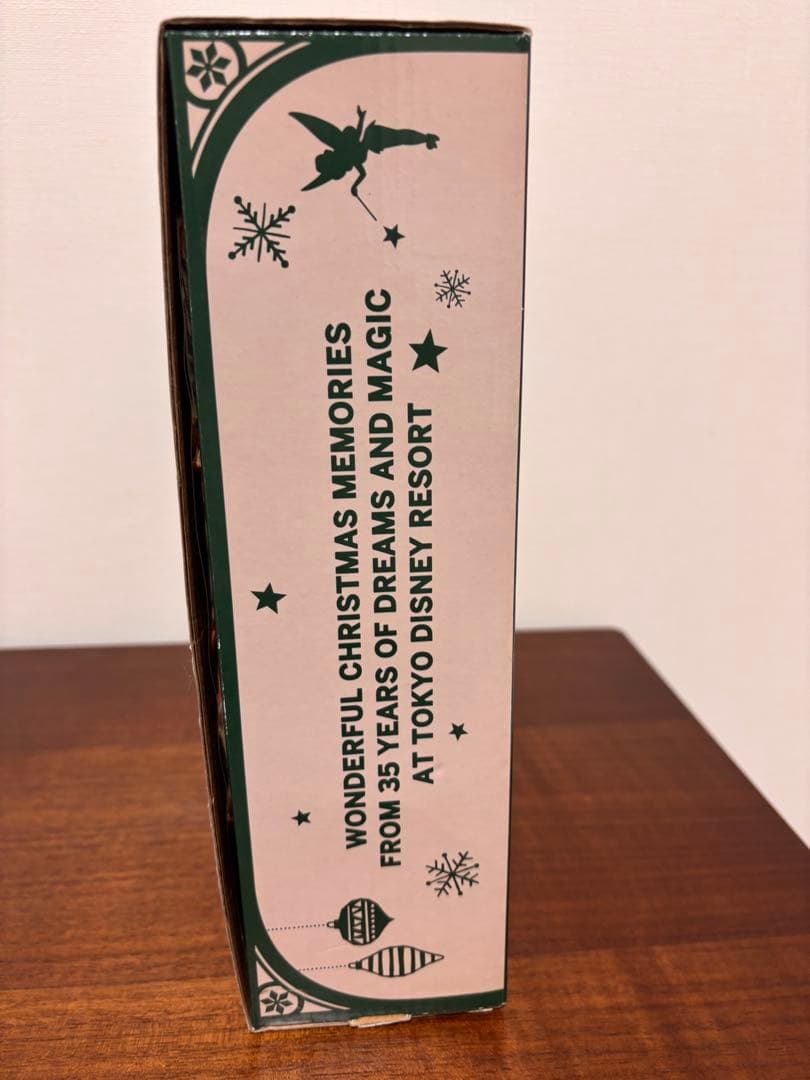 WONDERFUL CHRISTMAS MEMORIES
FROM 35 YEARS OF DREAMS AND MAGIC
AT TOKYO DISNEY RESORT